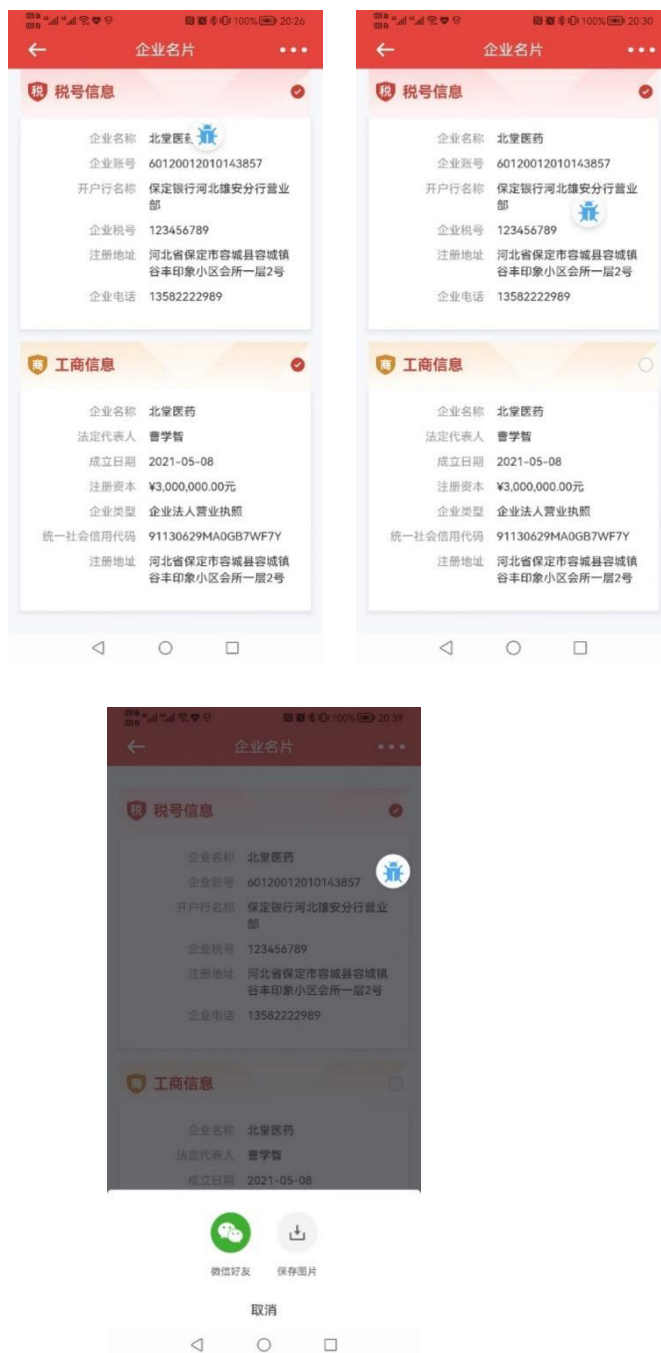 100% 20:26
企业名片
税 税号信息
企业名称 北堂医
企业账号 60120012010143857
开户行名称 保定银行河北雄安分行营业
部
企业税号 123456789
注册地址 河北省保定市容城县容城镇
谷丰印象小区会所一层2号
企业电话 13582222989
商 工商信息
企业名称 北堂医药
法定代表人 曹学智
成立日期 2021-05-08
注册资本 ¥3,000,000.00元
企业类型 企业法人营业执照
统一社会信用代码 91130629MA0GB7WF7Y
注册地址 河北省保定市容城县容城镇
谷丰印象小区会所一层2号
100% 20:30
企业名片
税 税号信息
企业名称 北堂医药
企业账号 60120012010143857
开户行名称 保定银行河北雄安分行营业
部
企业税号 123456789
注册地址 河北省保定市容城县容城镇
谷丰印象小区会所一层2号
企业电话 13582222989
商 工商信息
企业名称 北堂医药
法定代表人 曹学智
成立日期 2021-05-08
注册资本 ¥3,000,000.00元
企业类型 企业法人营业执照
统一社会信用代码 91130629MA0GB7WF7Y
注册地址 河北省保定市容城县容城镇
谷丰印象小区会所一层2号
100% 20:39
企业名片
税 税号信息
企业名称 北堂医药
企业账号 60120012010143857
开户行名称 保定银行河北雄安分行营业
部
企业税号 123456789
注册地址 河北省保定市容城县容城镇
谷丰印象小区会所一层2号
企业电话 13582222989
商 工商信息
企业名称 北堂医药
法定代表人 曹学智
成立日期 2021-05-08
微信好友 保存图片
取消